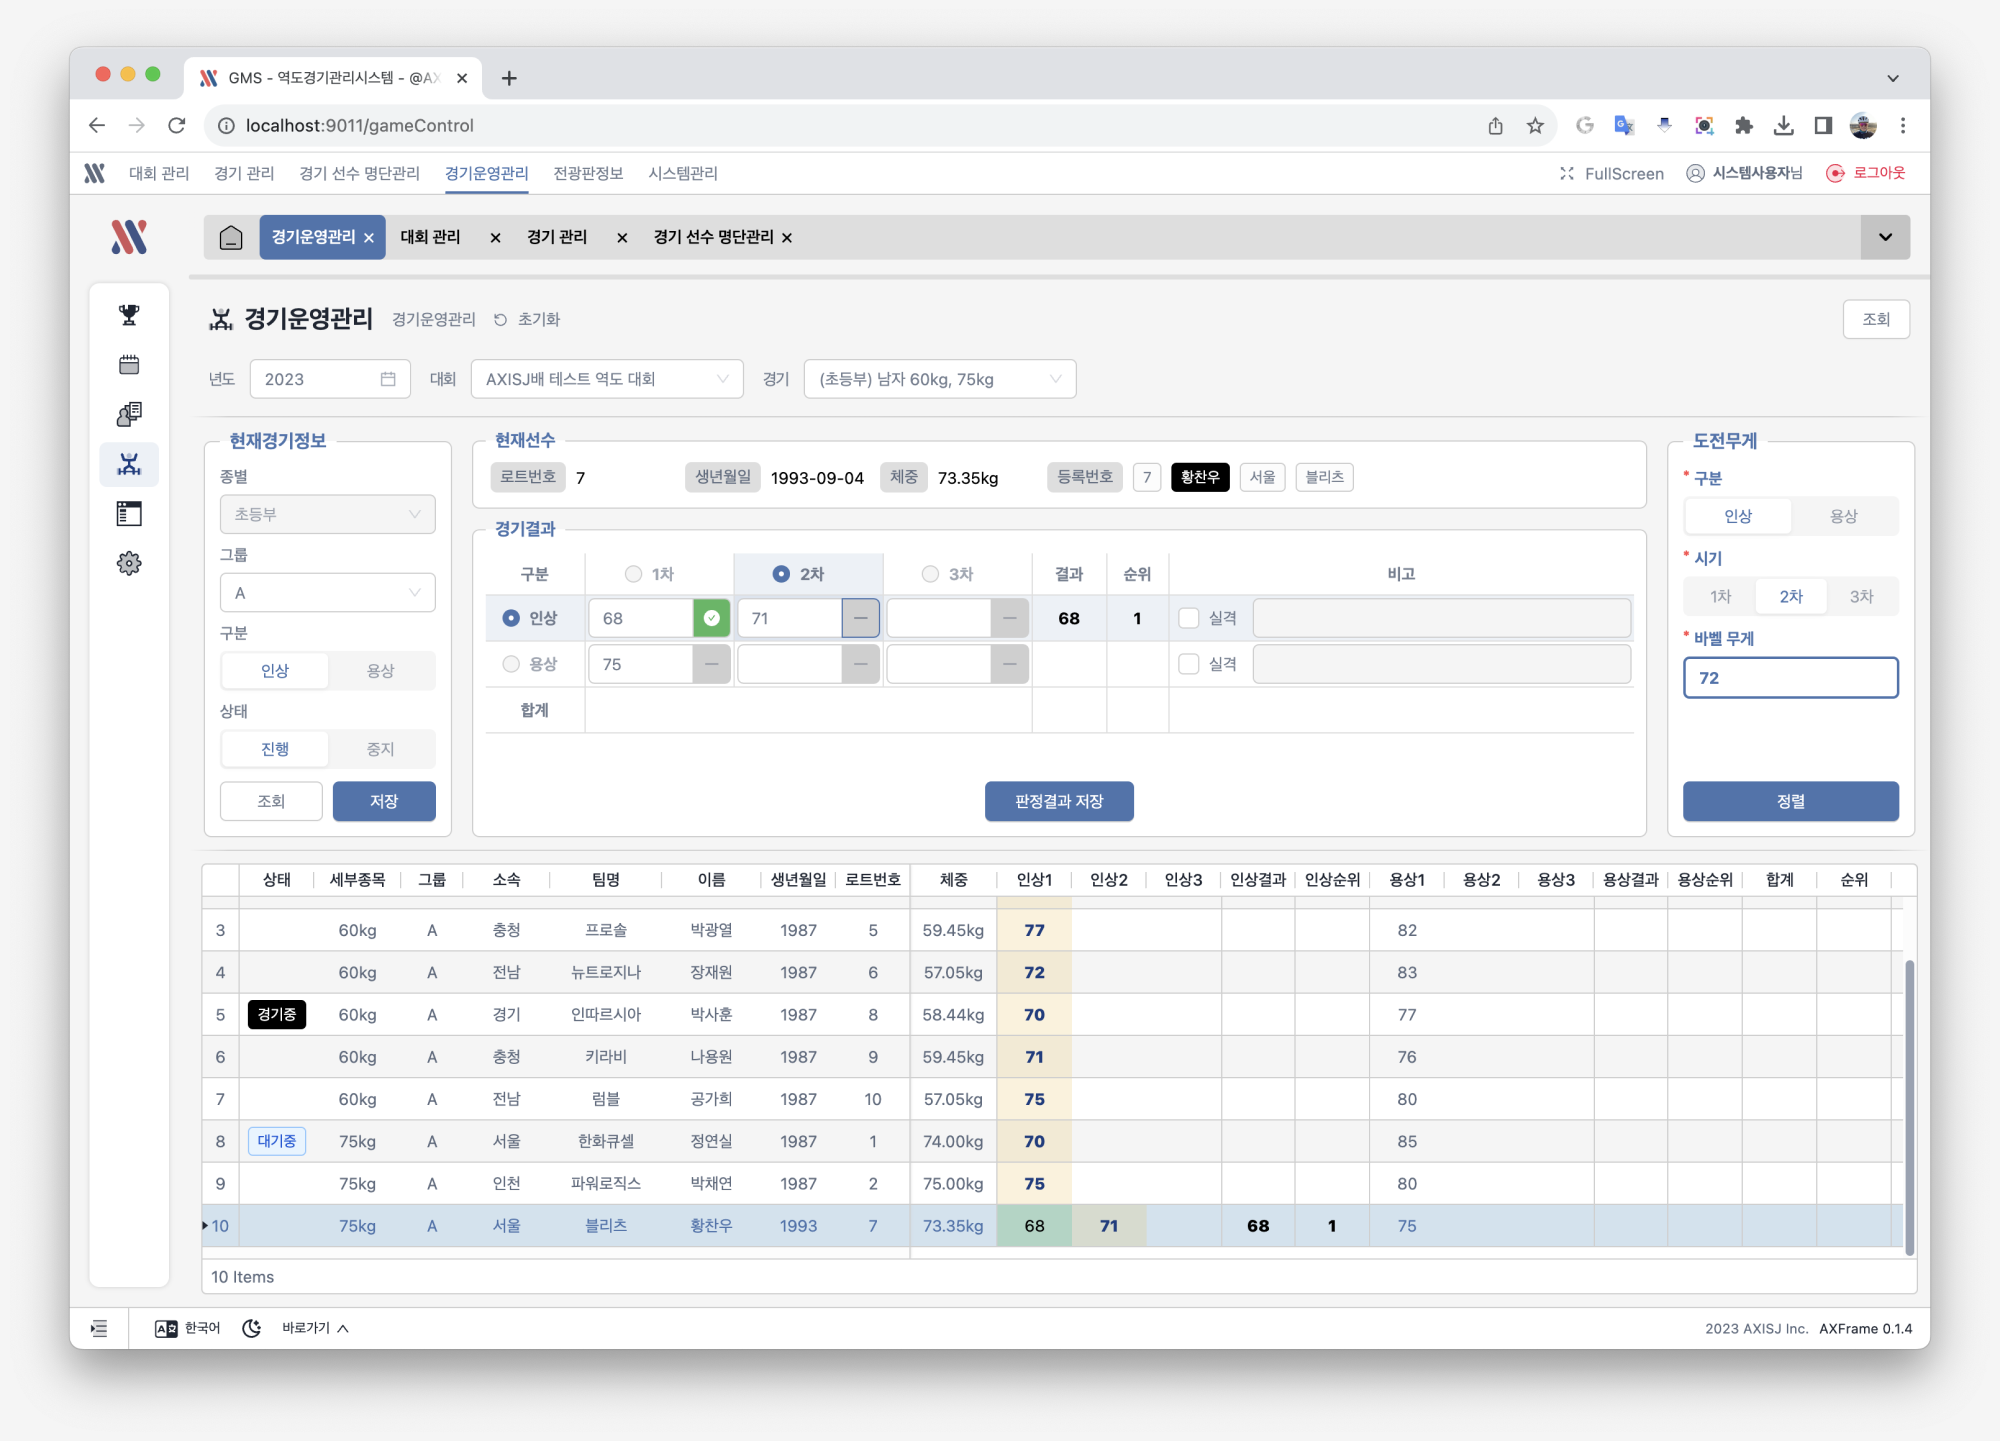 GMS - 역도경기관리시스템 - @AX
localhost:9011/gameControl
대회 관리 경기 관리 경기 선수 명단관리 경기운영관리 전광판정보 시스템관리 FullScreen 시스템사용자님 로그아웃
경기운영관리 대회 관리 경기 관리 경기 선수 명단관리
경기운영관리 경기운영관리 초기화 조회
년도 2023 대회 AXISJ배 테스트 역도 대회 경기 (초등부) 남자 60kg, 75kg
현재경기정보
종별
초등부
그룹
A
구분
인상 용상
상태
진행 중지
조회 저장
현재선수
로트번호 7 생년월일 1993-09-04 체중 73.35kg 등록번호 7 황찬우 서울 블리츠
경기결과
구분 1차 2차 3차 결과 순위 비고
인상 68 71 68 1 실격
용상 75 실격
합계
판정결과 저장
도전무게
* 구분
인상 용상
* 시기
1차 2차 3차
* 바벨 무게
72
정렬
상태 세부종목 그룹 소속 팀명 이름 생년월일 로트번호 체중 인상1 인상2 인상3 인상결과 인상순위 용상1 용상2 용상3 용상결과 용상순위 합계 순위
3 60kg A 충청 프로솔 박광열 1987 5 59.45kg 77 82
4 60kg A 전남 뉴트로지나 장재원 1987 6 57.05kg 72 83
5 경기중 60kg A 경기 인따르시아 박사훈 1987 8 58.44kg 70 77
6 60kg A 충청 키라비 나용원 1987 9 59.45kg 71 76
7 60kg A 전남 럼블 공가희 1987 10 57.05kg 75 80
8 대기중 75kg A 서울 한화큐셀 정연실 1987 1 74.00kg 70 85
9 75kg A 인천 파워로직스 박채연 1987 2 75.00kg 75 80
10 75kg A 서울 블리츠 황찬우 1993 7 73.35kg 68 71 68 1 75
10 Items
한국어 바로가기 2023 AXISJ Inc. AXFrame 0.1.4